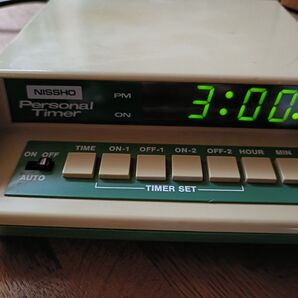 NISSHO
Personal
Timer
PM
ON
3:00.
ON OFF
AUTO
TIME ON-1 OFF-1 ON-2 OFF-2 HOUR MIN
TIMER SET